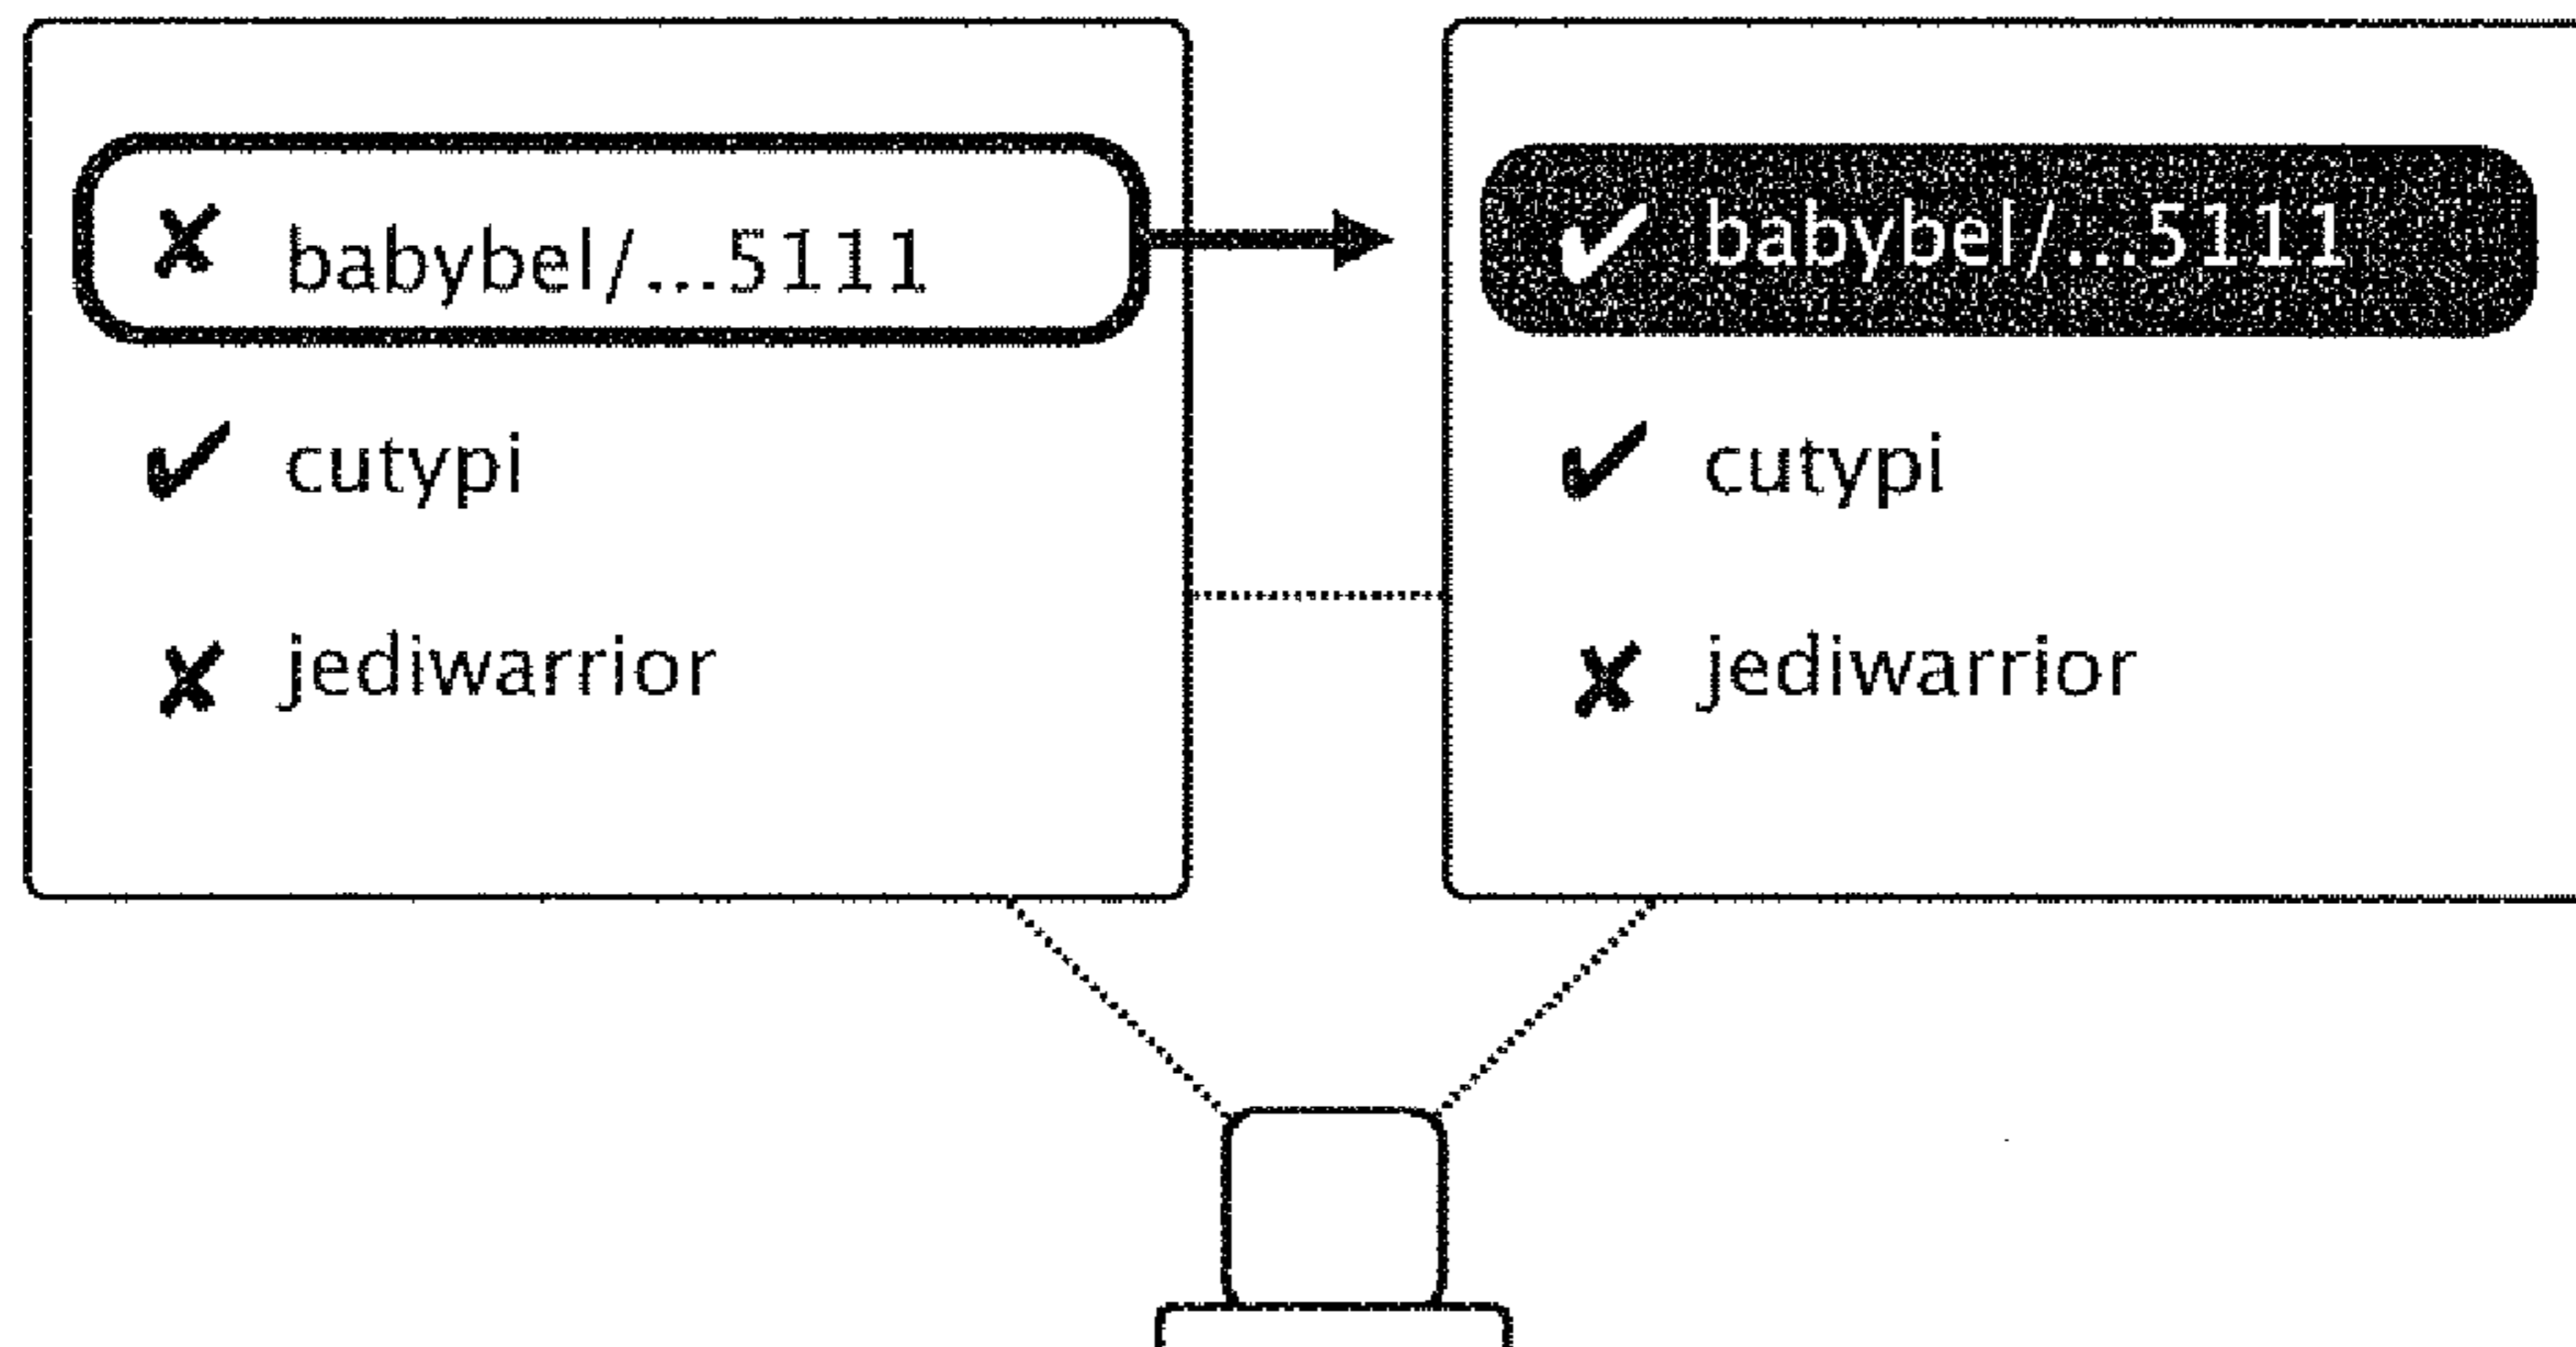 ✘ babybel/...5111
✔ cutypi
✘ jediwarrior
✔ babybel/...5111
✔ cutypi
✘ jediwarrior